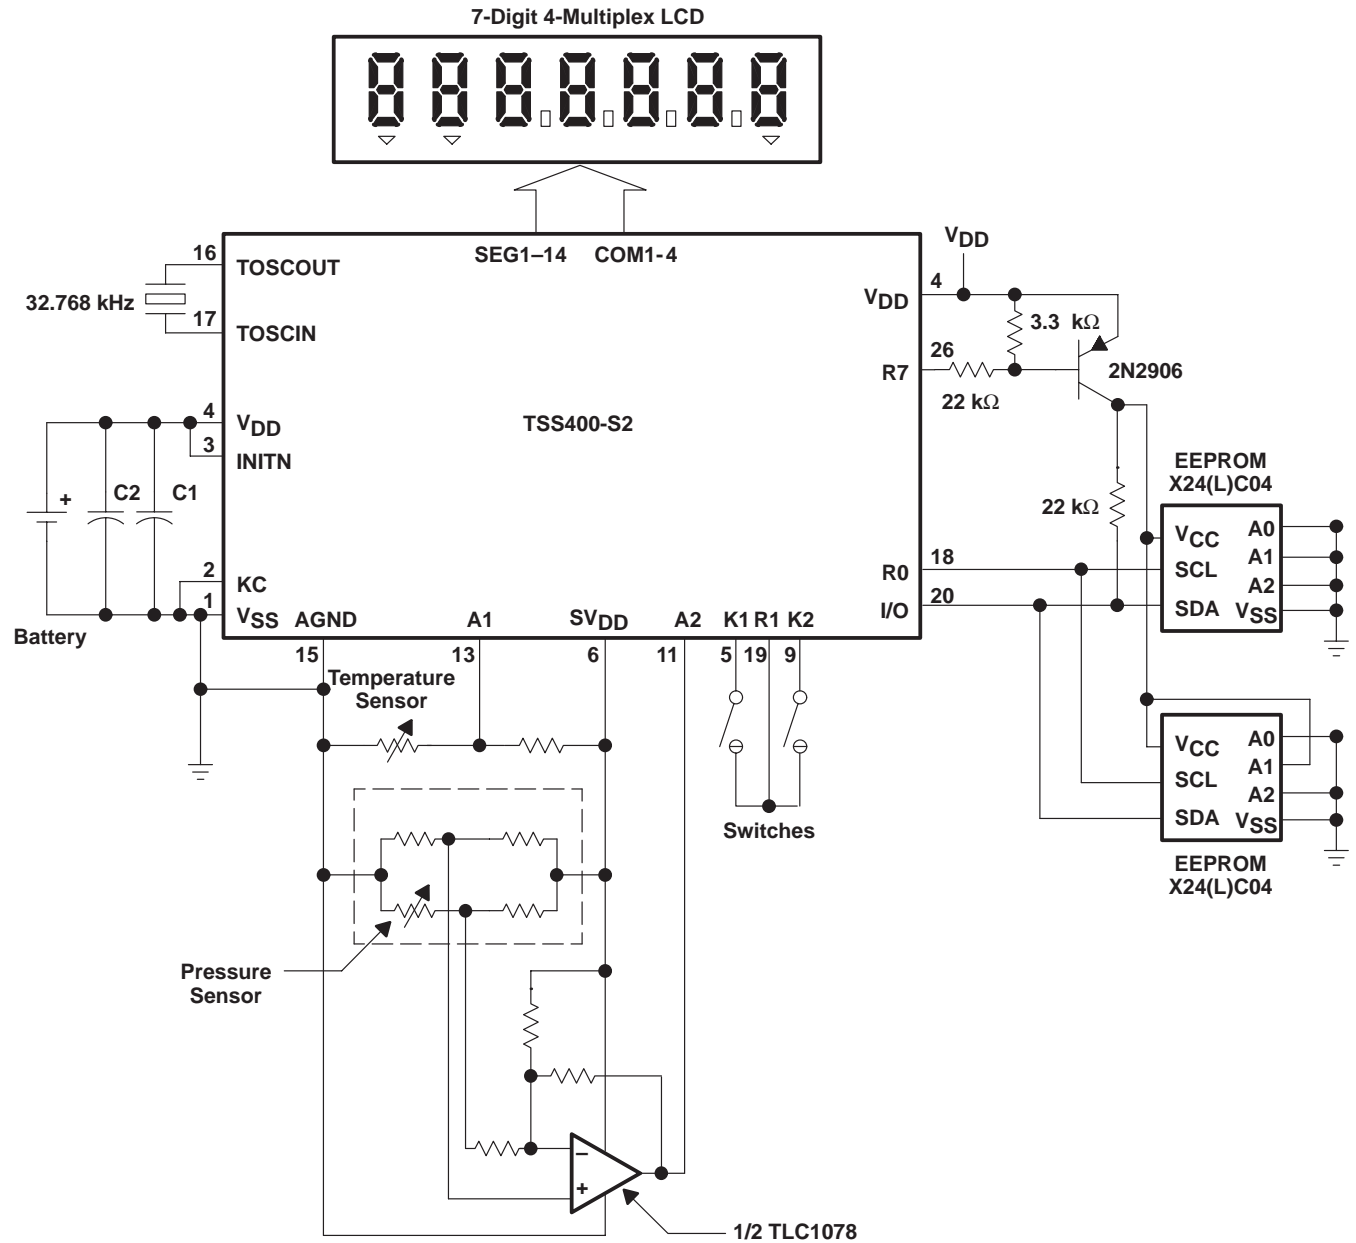 7-Digit 4-Multiplex LCD
SEG1–14 COM1-4
16 TOSCOUT
32.768 kHz
17 TOSCIN
4 VDD
3 INITN
C2 C1
+
2 KC
1 VSS
Battery
TSS400-S2
VDD
VDD 4
3.3 kΩ
R7 26
22 kΩ
2N2906
22 kΩ
R0 18
I/O 20
EEPROM
X24(L)C04
VCC A0
SCL A1
A2
SDA VSS
AGND A1 SVDD A2 K1 R1 K2
15 13 6 11 5 19 9
Temperature
Sensor
Switches
VCC A0
A1
SCL A2
SDA VSS
EEPROM
X24(L)C04
Pressure
Sensor
–
+
1/2 TLC1078